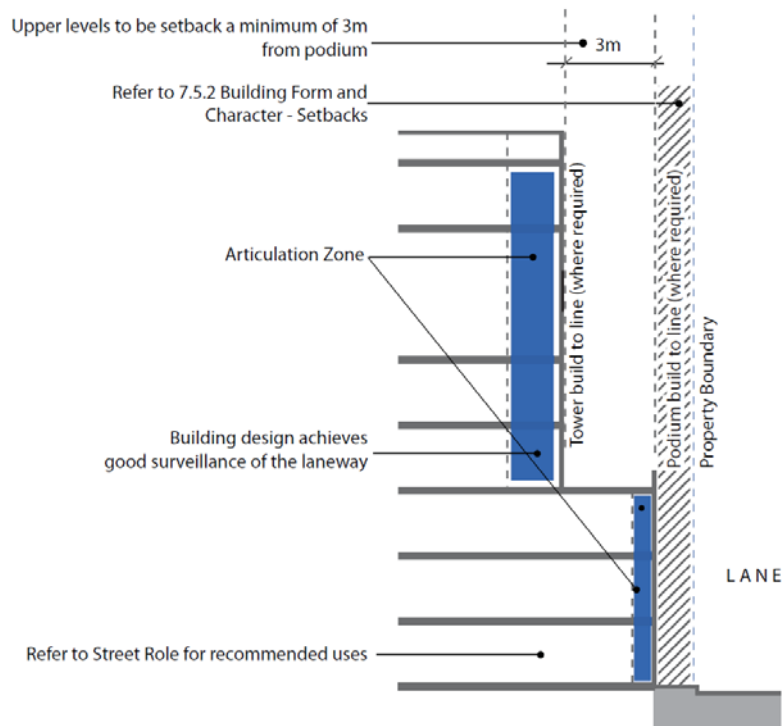 Upper levels to be setback a minimum of 3m
from podium
3m
Refer to 7.5.2 Building Form and
Character - Setbacks
Tower build to line (where required)
Podium build to line (where required)
Property Boundary
Articulation Zone
Building design achieves
good surveillance of the laneway
LANE
Refer to Street Role for recommended uses